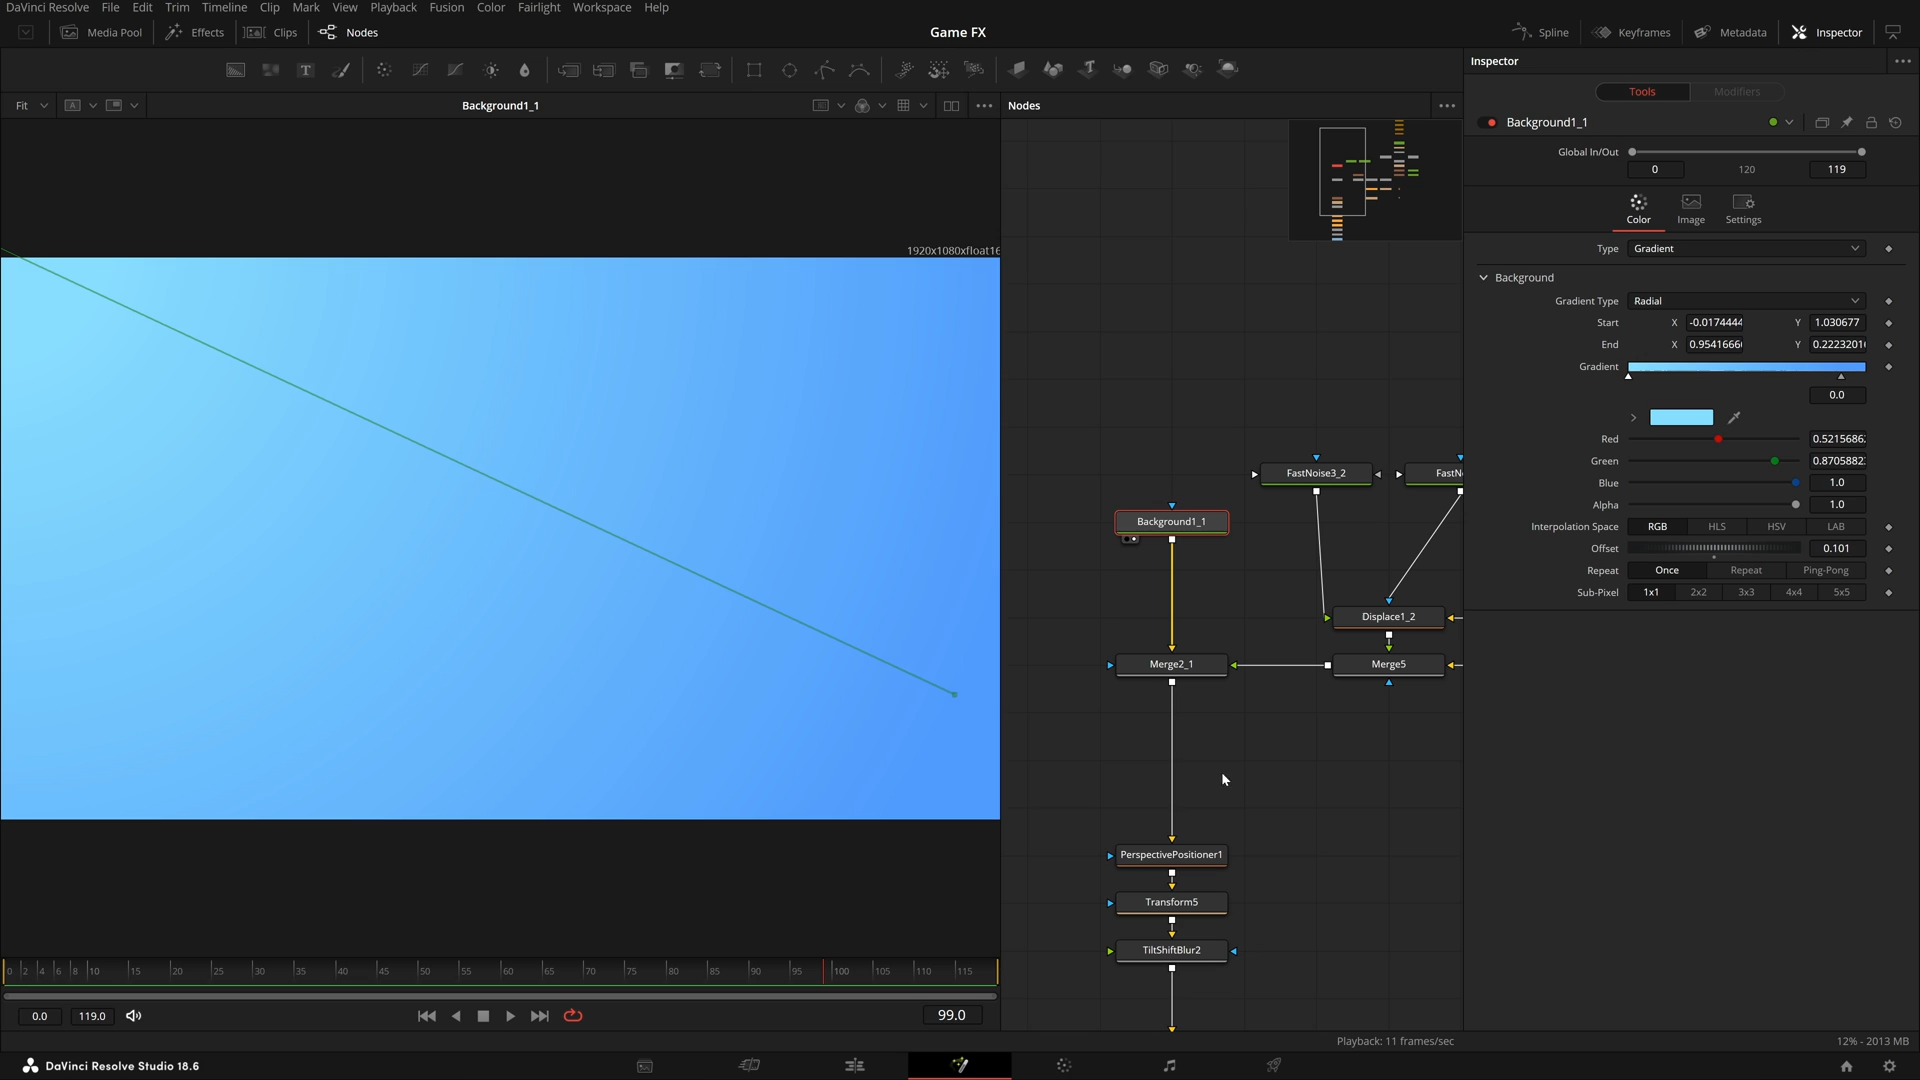 DaVinci Resolve File Edit Trim Timeline Clip Mark View Playback Fusion Color Fairlight Workspace Help
Media Pool Effects Clips Nodes Game FX Spline Keyframes Metadata Inspector
Inspector
Fit A Background1_1 Nodes
Tools Modifiers
Background1_1
Global In/Out
0 120 119
Color Image Settings
1920x1080xfloat16
Type Gradient
Background
Gradient Type Radial
Start X -0.0174444 Y 1.030677
End X 0.9541666 Y 0.2223201
Gradient
0.0
Red 0.5215686
Green 0.8705882
Blue 1.0
Alpha 1.0
Interpolation Space RGB HLS HSV LAB
Offset 0.101
Repeat Once Repeat Ping-Pong
Sub-Pixel 1x1 2x2 3x3 4x4 5x5
FastNoise3_2 FastN
Background1_1
Displace1_2
Merge2_1 Merge5
PerspectivePositioner1
Transform5
TiltShiftBlur2
0 2 4 6 8 10 15 20 25 30 35 40 45 50 55 60 65 70 75 80 85 90 95 100 105 110 115
0.0 119.0 99.0
Playback: 11 frames/sec 12% - 2013 MB
DaVinci Resolve Studio 18.6